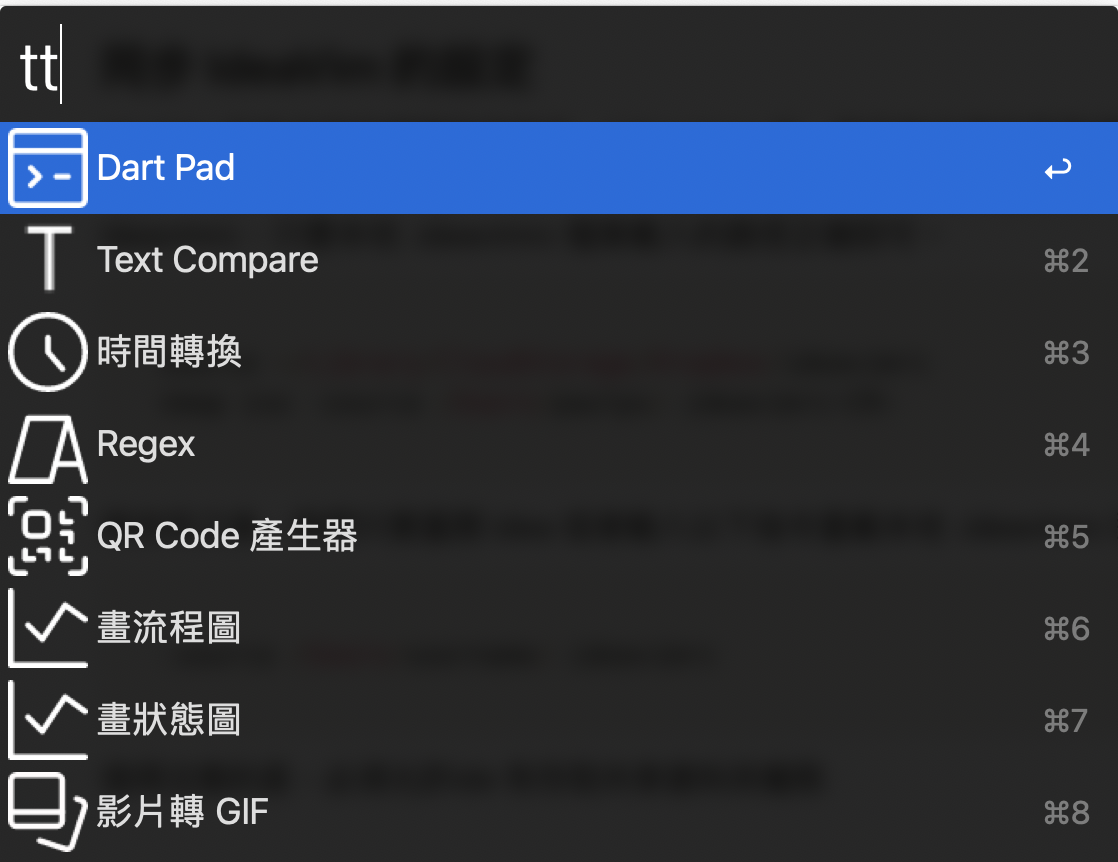 tt
Dart Pad ↩
Text Compare ⌘2
時間轉換 ⌘3
Regex ⌘4
QR Code 產生器 ⌘5
畫流程圖 ⌘6
畫狀態圖 ⌘7
影片轉 GIF ⌘8